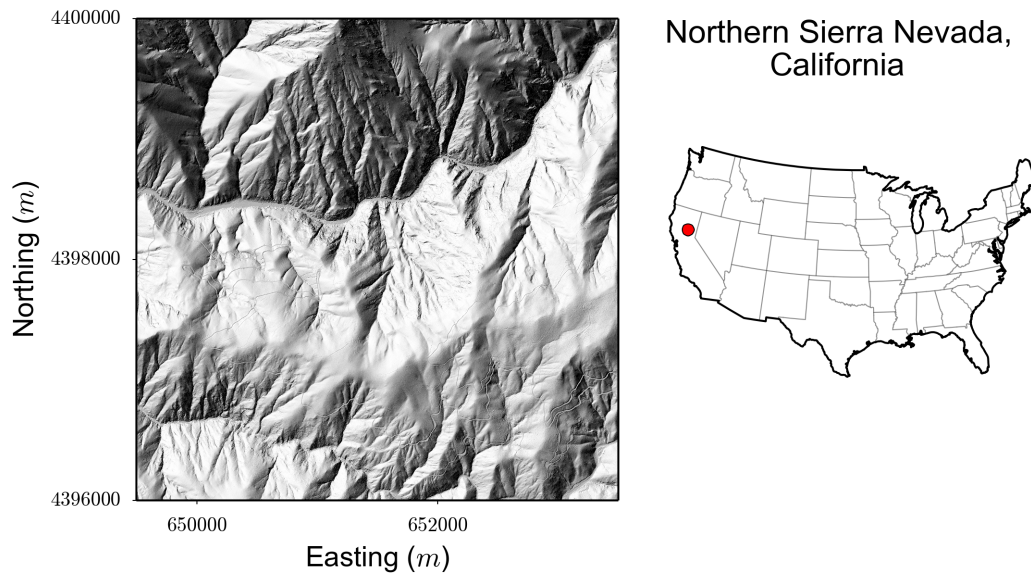 4400000
4398000
4396000
Northing (m)
650000
652000
Easting (m)
Northern Sierra Nevada,
California